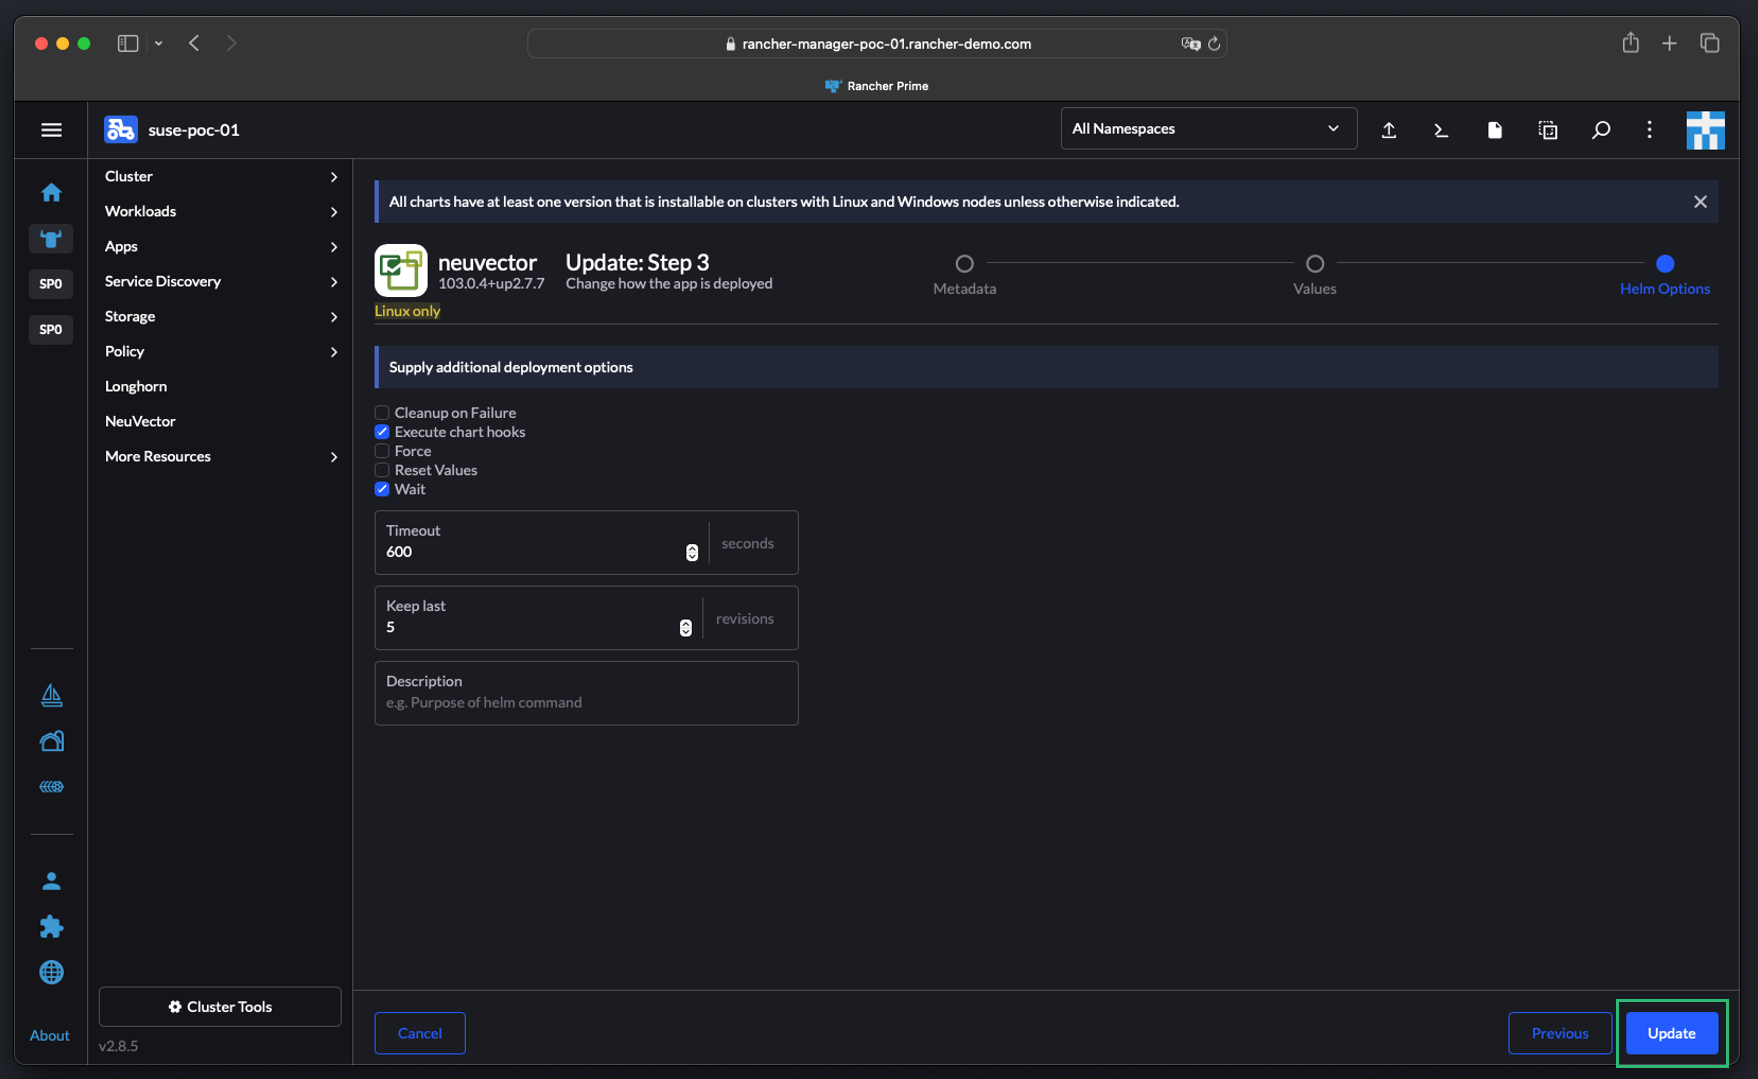 rancher-manager-poc-01.rancher-demo.com
Rancher Prime
suse-poc-01
All Namespaces
SP0
SP0
About
Cluster
Workloads
Apps
Service Discovery
Storage
Policy
Longhorn
NeuVector
More Resources
Cluster Tools
v2.8.5
All charts have at least one version that is installable on clusters with Linux and Windows nodes unless otherwise indicated.
neuvector
103.0.4+up2.7.7
Linux only
Update: Step 3
Change how the app is deployed
Metadata
Values
Helm Options
Supply additional deployment options
Cleanup on Failure
Execute chart hooks
Force
Reset Values
Wait
Timeout
600
seconds
Keep last
5
revisions
Description
e.g. Purpose of helm command
Cancel
Previous
Update